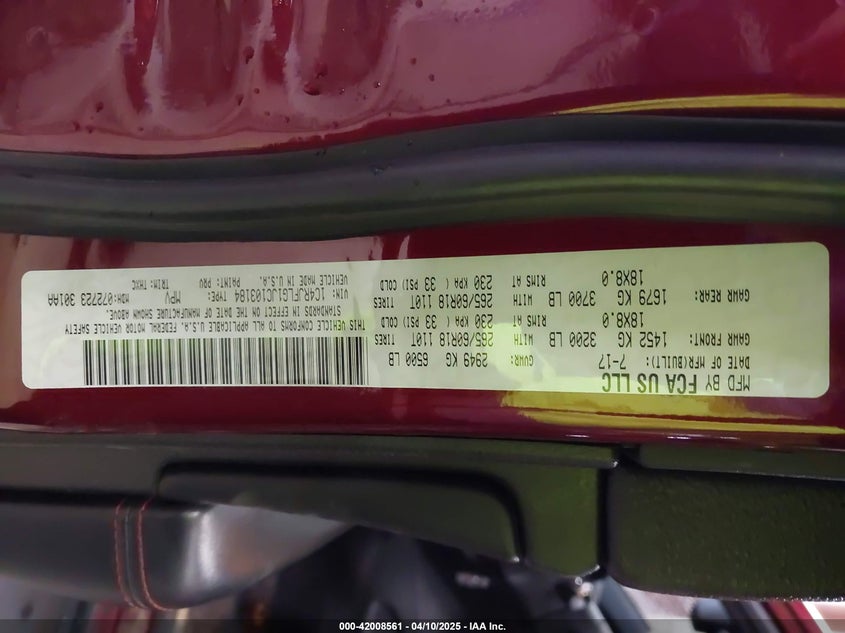 MFD BY FCA US LLC
DATE OF MFR(BUILT): 7-17 GVWR: 2949 KG 6500 LB
GAWR FRONT: 1452 KG 3200 LB WITH 265/60R18 110T TIRES
18X8.0 RIMS AT 230 KPA ( 33 PSI) COLD
GAWR REAR: 1679 KG 3700 LB WITH 265/60R18 110T TIRES
18X8.0 RIMS AT 230 KPA ( 33 PSI) COLD
THIS VEHICLE CONFORMS TO ALL APPLICABLE U.S.A. FEDERAL MOTOR VEHICLE SAFETY
STANDARDS IN EFFECT ON THE DATE OF MANUFACTURE SHOWN ABOVE.
VIN: 1C4RJFLG1JC103184 TYPE: MPV MDH:072723 301AA
VEHICLE MADE IN U.S.A. PAINT: PRV TRIM: THXC
000-42008561 - 04/10/2025 - IAA Inc.